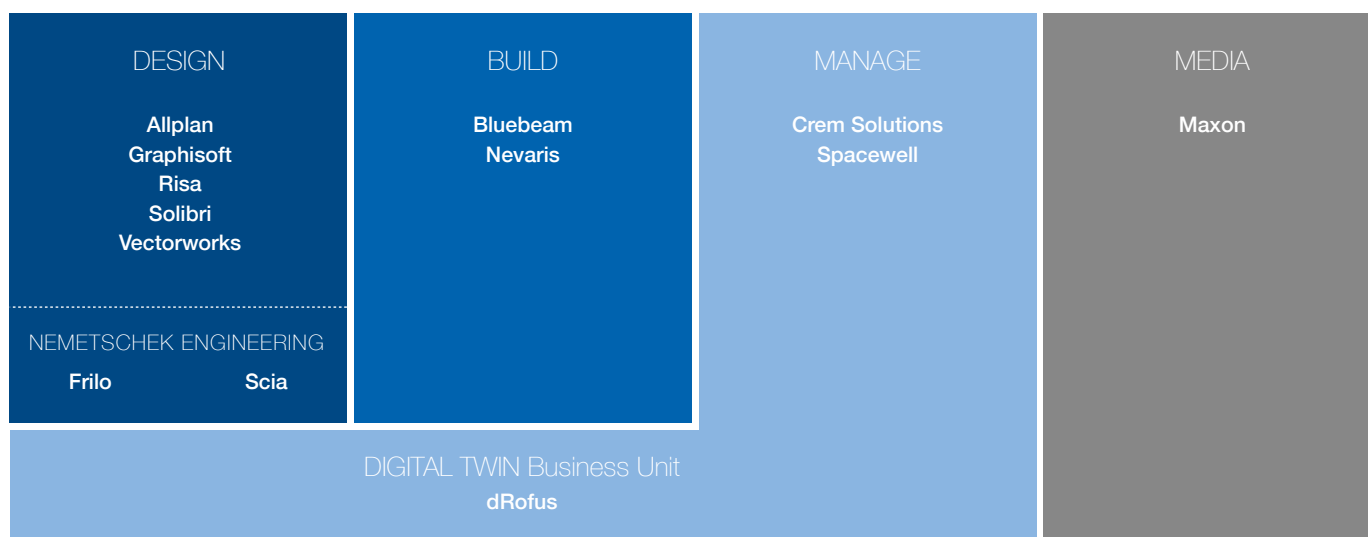 DESIGN
Allplan
Graphisoft
Risa
Solibri
Vectorworks
NEMETSCHEK ENGINEERING
Frilo Scia
BUILD
Bluebeam
Nevaris
MANAGE
Crem Solutions
Spacewell
DIGITAL TWIN Business Unit
dRofus
MEDIA
Maxon